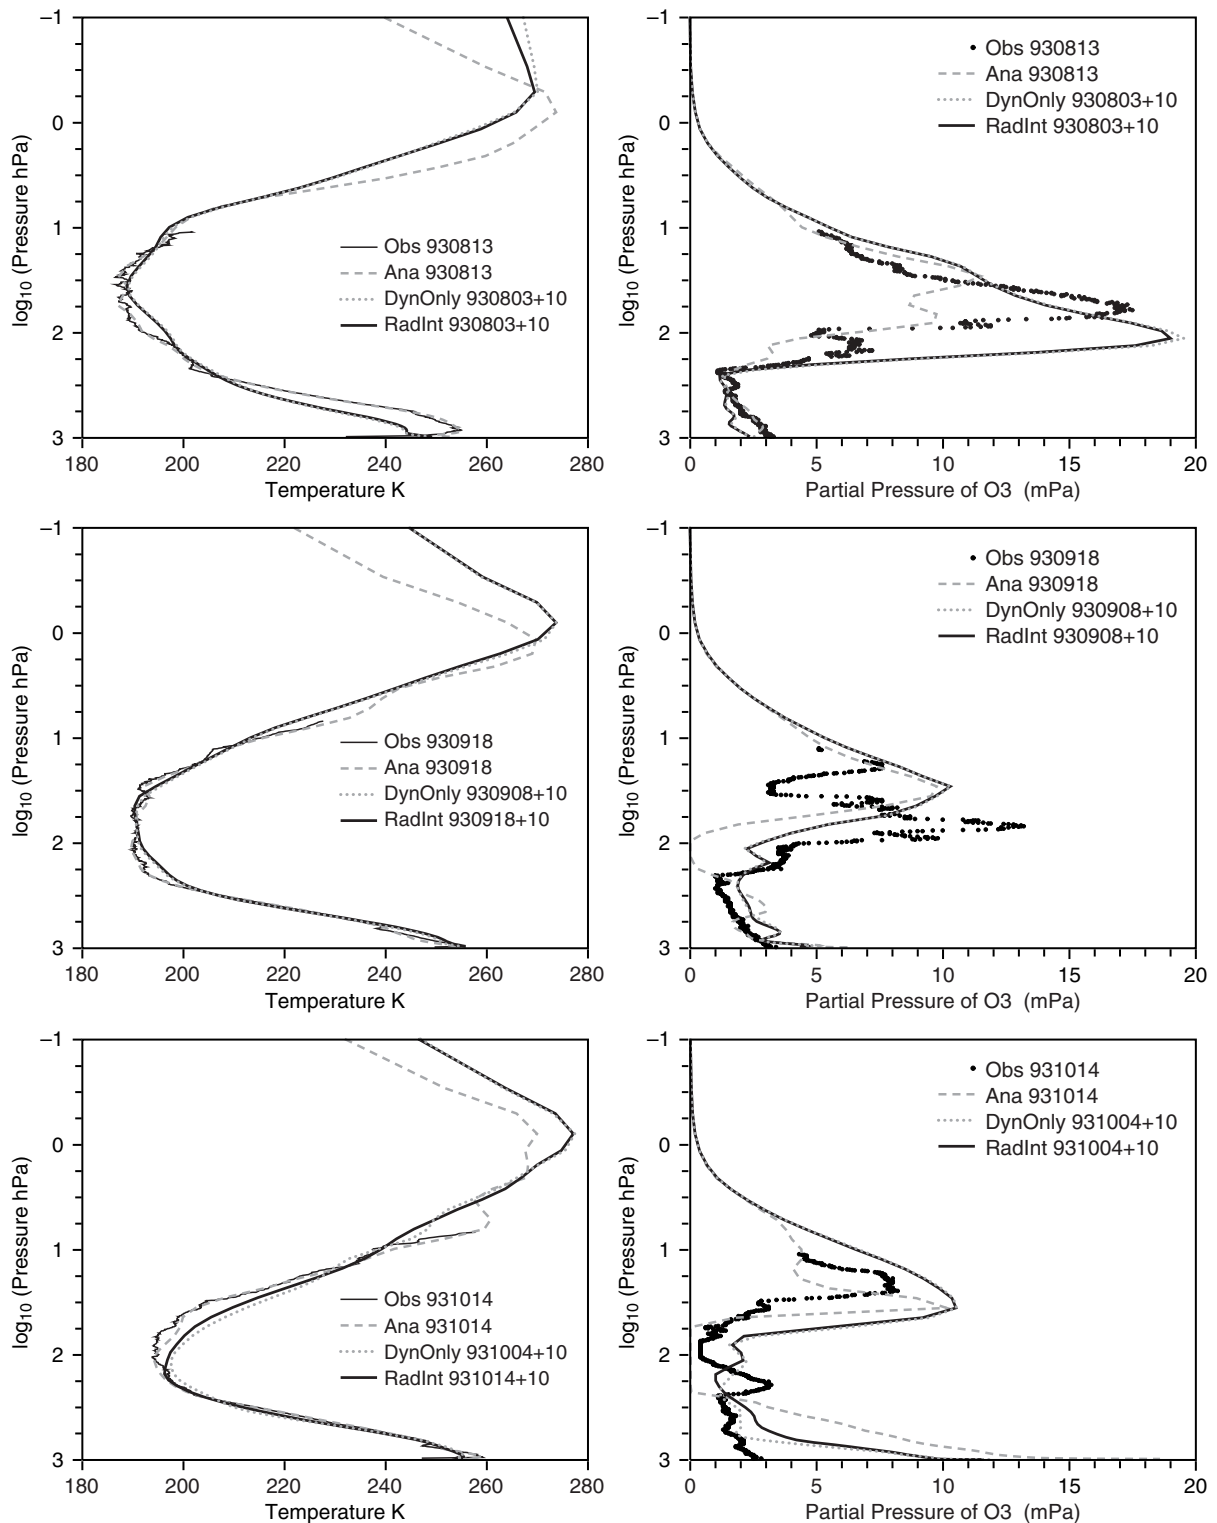 −1
0
1
2
3
log10 (Pressure hPa)
Obs 930813
Ana 930813
DynOnly 930803+10
RadInt 930803+10
180 200 220 240 260 280
Temperature K
−1
0
1
2
3
log10 (Pressure hPa)
Obs 930813
Ana 930813
DynOnly 930803+10
RadInt 930803+10
0 5 10 15 20
Partial Pressure of O3 (mPa)
−1
0
1
2
3
log10 (Pressure hPa)
Obs 930918
Ana 930918
DynOnly 930908+10
RadInt 930918+10
180 200 220 240 260 280
Temperature K
−1
0
1
2
3
log10 (Pressure hPa)
Obs 930918
Ana 930918
DynOnly 930908+10
RadInt 930908+10
0 5 10 15 20
Partial Pressure of O3 (mPa)
−1
0
1
2
3
log10 (Pressure hPa)
Obs 931014
Ana 931014
DynOnly 931004+10
RadInt 931014+10
180 200 220 240 260 280
Temperature K
−1
0
1
2
3
log10 (Pressure hPa)
Obs 931014
Ana 931014
DynOnly 931004+10
RadInt 931004+10
0 5 10 15 20
Partial Pressure of O3 (mPa)